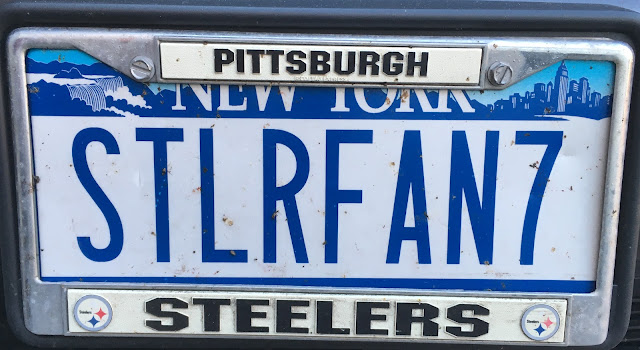 PITTSBURGH
NEW YORK
STLRFAN7
STEELERS